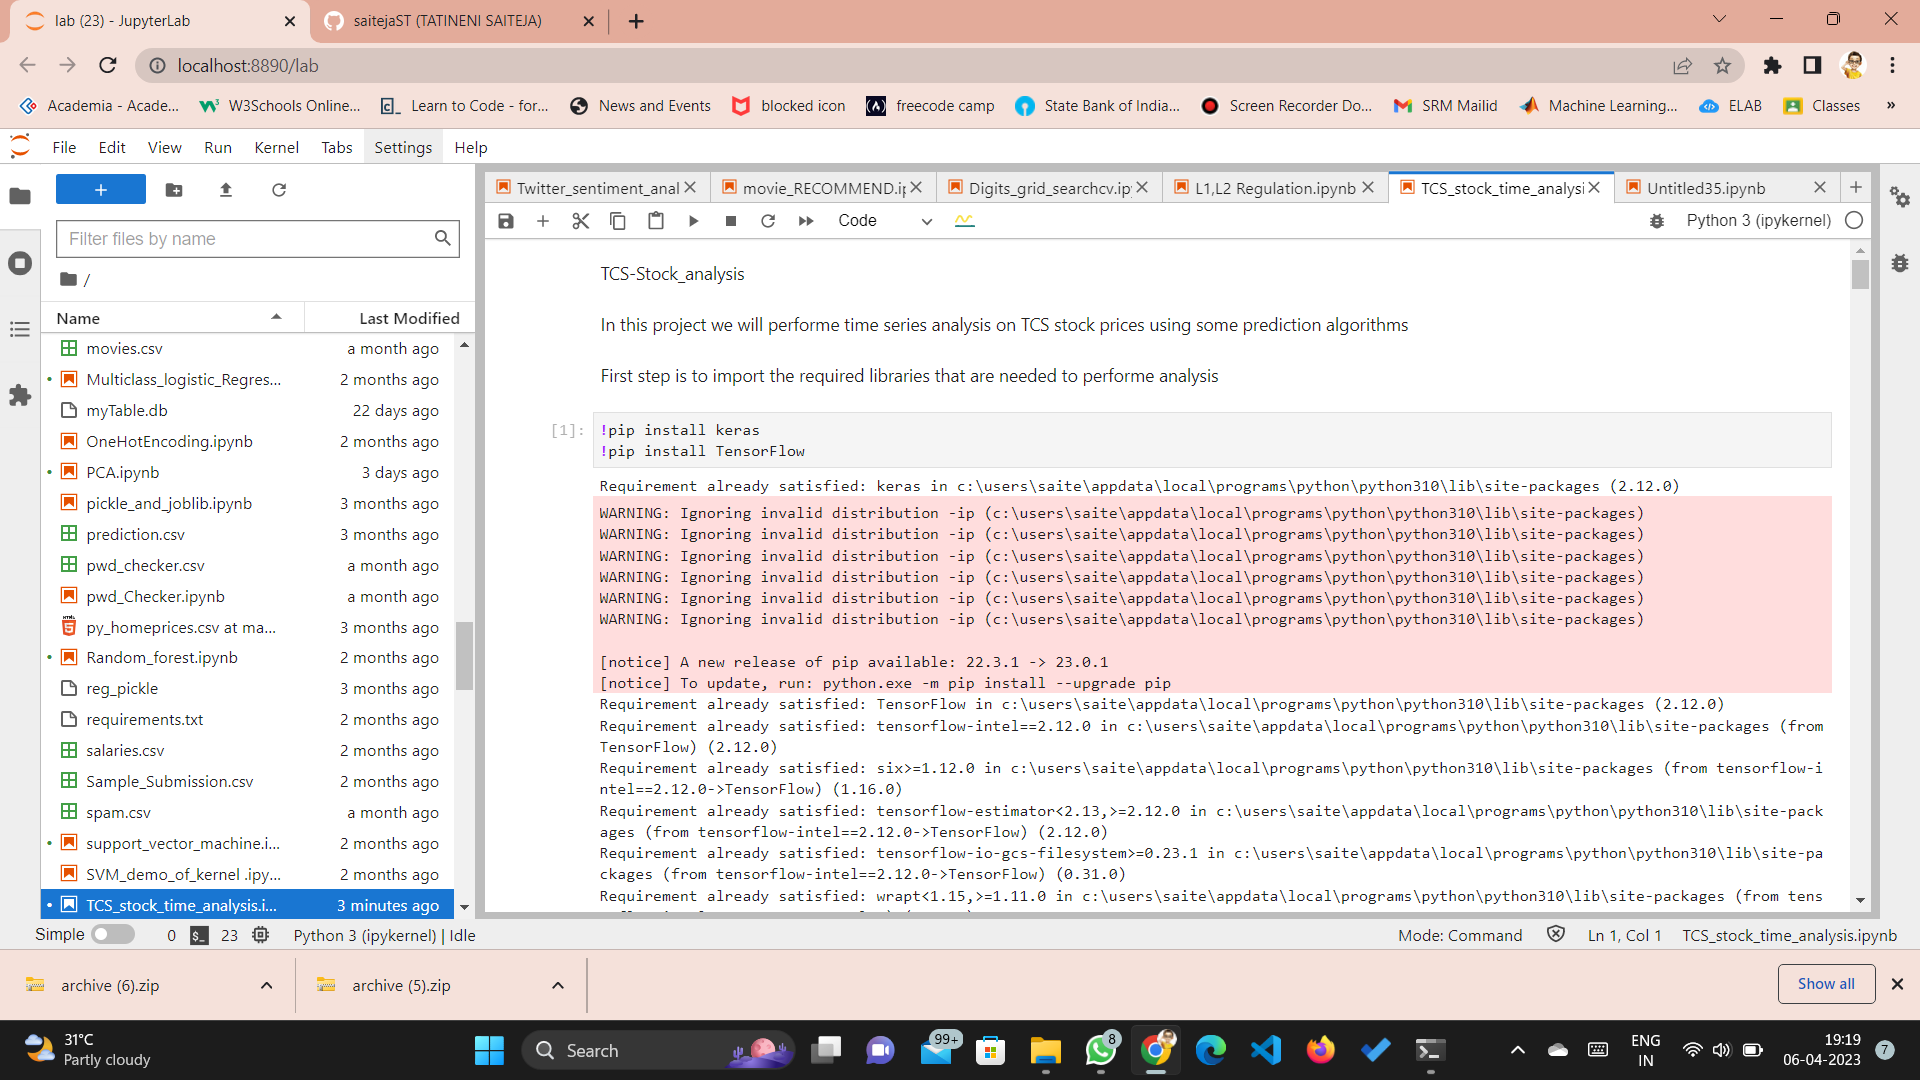 lab (23) - JupyterLab
saitejaST (TATINENI SAITEJA)
localhost:8890/lab
Academia - Acade...
W3Schools Online...
Learn to Code - for...
News and Events
blocked icon
freecode camp
State Bank of India...
Screen Recorder Do...
SRM Mailid
Machine Learning...
ELAB
Classes
»
File Edit View Run Kernel Tabs Settings Help
Filter files by name
/
Name Last Modified
movies.csv a month ago
Multiclass_logistic_Regres... 2 months ago
myTable.db 22 days ago
OneHotEncoding.ipynb 2 months ago
PCA.ipynb 3 days ago
pickle_and_joblib.ipynb 3 months ago
prediction.csv 3 months ago
pwd_checker.csv a month ago
pwd_Checker.ipynb a month ago
py_homeprices.csv at ma... 3 months ago
Random_forest.ipynb 2 months ago
reg_pickle 3 months ago
requirements.txt 2 months ago
salaries.csv 2 months ago
Sample_Submission.csv 2 months ago
spam.csv a month ago
support_vector_machine.i... 2 months ago
SVM_demo_of_kernel .ipy... 2 months ago
TCS_stock_time_analysis.i... 3 minutes ago
Twitter_sentiment_anal
movie_RECOMMEND.ip
Digits_grid_searchcv.ip
L1,L2 Regulation.ipynb
TCS_stock_time_analysi
Untitled35.ipynb
Code
Python 3 (ipykernel)
TCS-Stock_analysis
In this project we will performe time series analysis on TCS stock prices using some prediction algorithms
First step is to import the required libraries that are needed to performe analysis
[1]: !pip install keras
!pip install TensorFlow
Requirement already satisfied: keras in c:\users\saite\appdata\local\programs\python\python310\lib\site-packages (2.12.0)
WARNING: Ignoring invalid distribution -ip (c:\users\saite\appdata\local\programs\python\python310\lib\site-packages)
WARNING: Ignoring invalid distribution -ip (c:\users\saite\appdata\local\programs\python\python310\lib\site-packages)
WARNING: Ignoring invalid distribution -ip (c:\users\saite\appdata\local\programs\python\python310\lib\site-packages)
WARNING: Ignoring invalid distribution -ip (c:\users\saite\appdata\local\programs\python\python310\lib\site-packages)
WARNING: Ignoring invalid distribution -ip (c:\users\saite\appdata\local\programs\python\python310\lib\site-packages)
WARNING: Ignoring invalid distribution -ip (c:\users\saite\appdata\local\programs\python\python310\lib\site-packages)
[notice] A new release of pip available: 22.3.1 -> 23.0.1
[notice] To update, run: python.exe -m pip install --upgrade pip
Requirement already satisfied: TensorFlow in c:\users\saite\appdata\local\programs\python\python310\lib\site-packages (2.12.0)
Requirement already satisfied: tensorflow-intel==2.12.0 in c:\users\saite\appdata\local\programs\python\python310\lib\site-packages (from
TensorFlow) (2.12.0)
Requirement already satisfied: six>=1.12.0 in c:\users\saite\appdata\local\programs\python\python310\lib\site-packages (from tensorflow-i
ntel==2.12.0->TensorFlow) (1.16.0)
Requirement already satisfied: tensorflow-estimator<2.13,>=2.12.0 in c:\users\saite\appdata\local\programs\python\python310\lib\site-pack
ages (from tensorflow-intel==2.12.0->TensorFlow) (2.12.0)
Requirement already satisfied: tensorflow-io-gcs-filesystem>=0.23.1 in c:\users\saite\appdata\local\programs\python\python310\lib\site-pa
ckages (from tensorflow-intel==2.12.0->TensorFlow) (0.31.0)
Requirement already satisfied: wrapt<1.15,>=1.11.0 in c:\users\saite\appdata\local\programs\python\python310\lib\site-packages (from tens
Simple 0 23 Python 3 (ipykernel) | Idle
Mode: Command Ln 1, Col 1 TCS_stock_time_analysis.ipynb
archive (6).zip
archive (5).zip
Show all
31°C
Partly cloudy
Search
99+
8
ENG
IN
19:19
06-04-2023
7